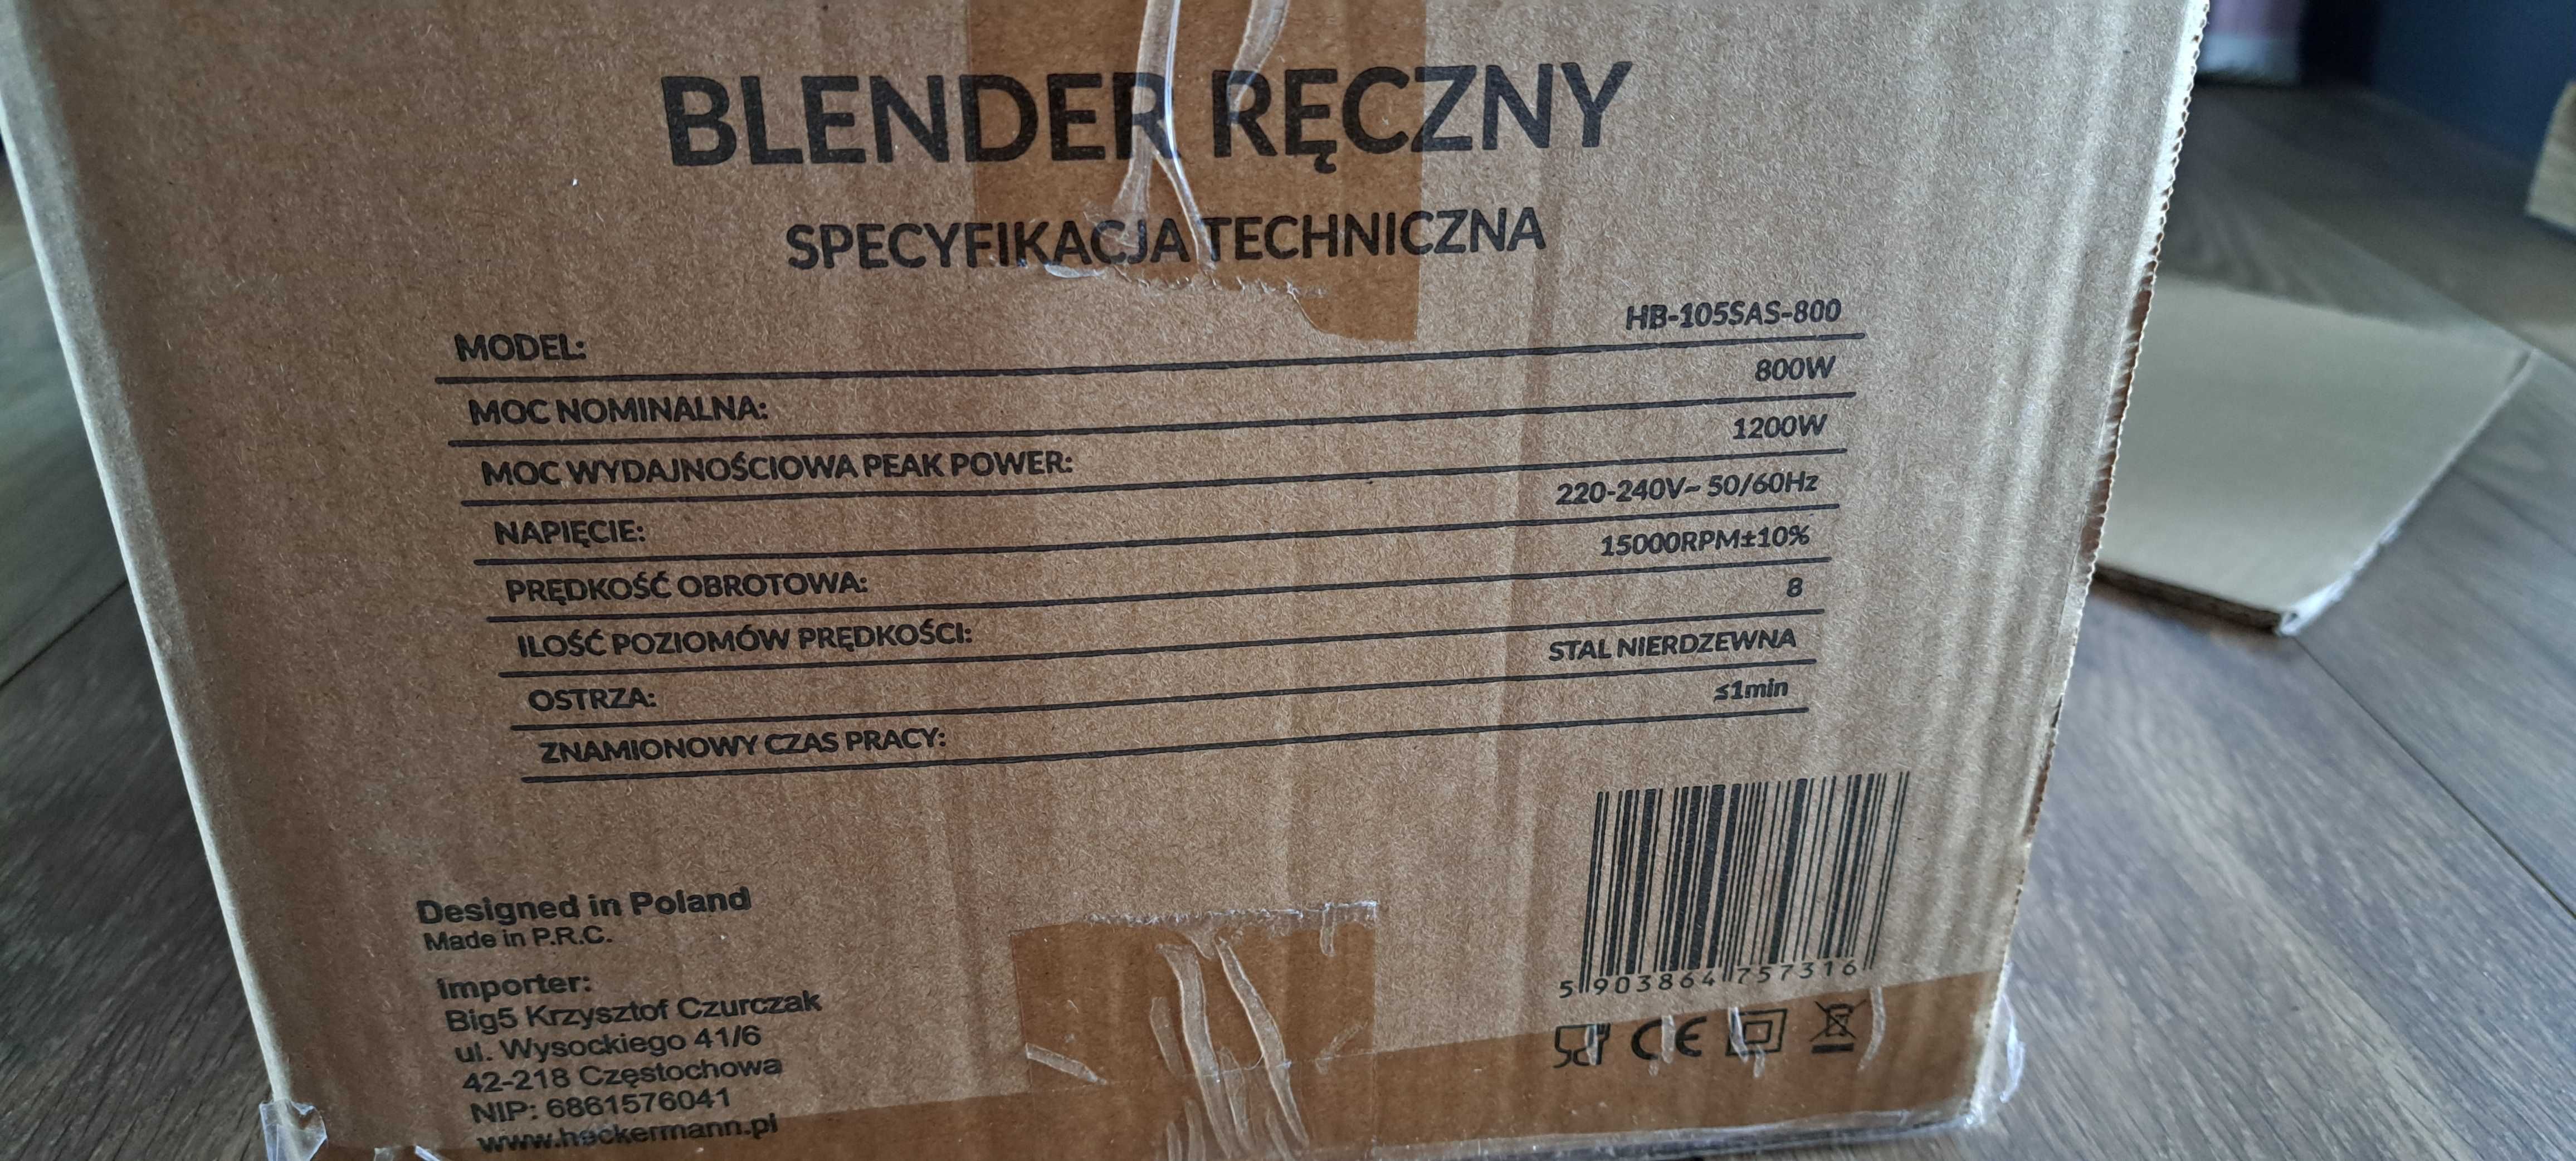 BLENDER RĘCZNY
SPECYFIKACJA TECHNICZNA
MODEL: HB-105SAS-800
MOC NOMINALNA: 800W
MOC WYDAJNOŚCIOWA PEAK POWER: 1200W
NAPIĘCIE: 220-240V~ 50/60Hz
PRĘDKOŚĆ OBROTOWA: 15000RPM±10%
ILOŚĆ POZIOMÓW PRĘDKOŚCI: 8
OSTRZA: STAL NIERDZEWNA
ZNAMIONOWY CZAS PRACY: ≤1min
Designed in Poland
Made in P.R.C.
Importer:
Big5 Krzysztof Czurczak
ul. Wysockiego 41/6
42-218 Częstochowa
NIP: 6861576041
www.heckermann.pl
5 903864 757316
CE